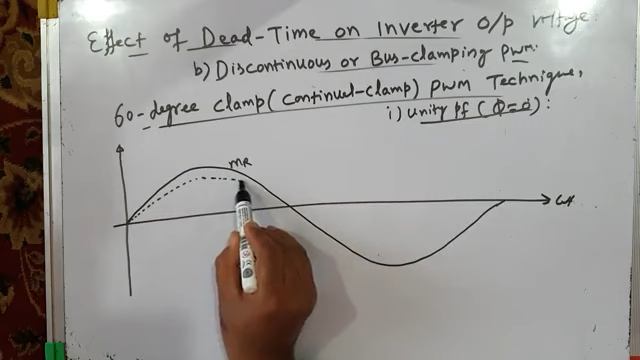 Effect of Dead-Time on Inverter O/p Voltge.
b) Discontinuous or Bus-clamping PWM.
60-degree clamp (continual-clamp) PWM Technique,
i) Unity Pf (Φ=0):
mR
ωt